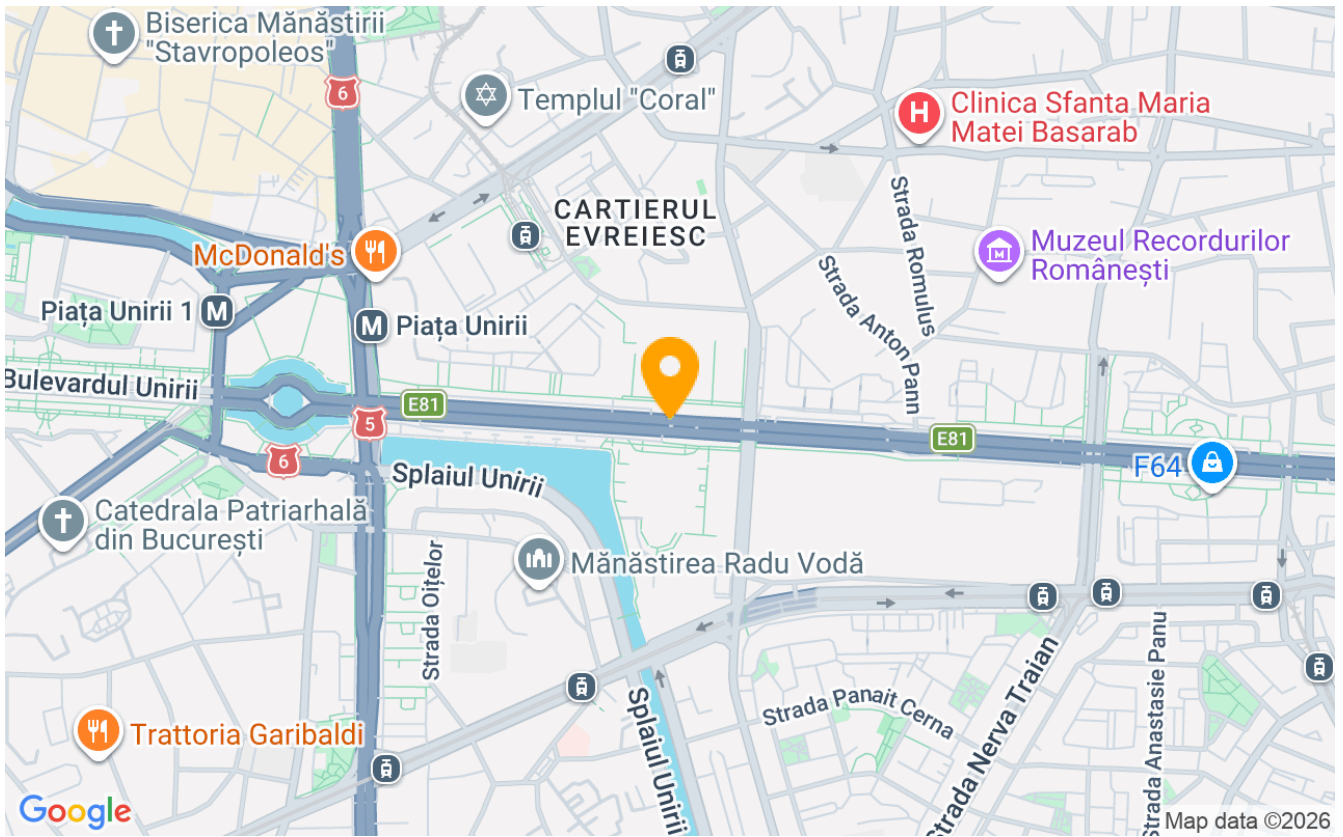 Biserica Mănăstirii
"Stavropoleos"
6
Templul "Coral"
H
Clinica Sfanta Maria
Matei Basarab
CARTIERUL
EVREIESC
Strada Romulus
McDonald's
M
Muzeul Recordurilor
Românești
Strada Anton Pann
Piața Unirii 1
M
M
Piața Unirii
Bulevardul Unirii
E81
5
E81
6
Splaiul Unirii
F64
Catedrala Patriarhală
din București
Strada Oițelor
Mănăstirea Radu Vodă
Splaiul Unirii
Strada Panait Cerna
Strada Nerva Traian
Strada Anastasie Panu
Trattoria Garibaldi
Google
Map data ©2026